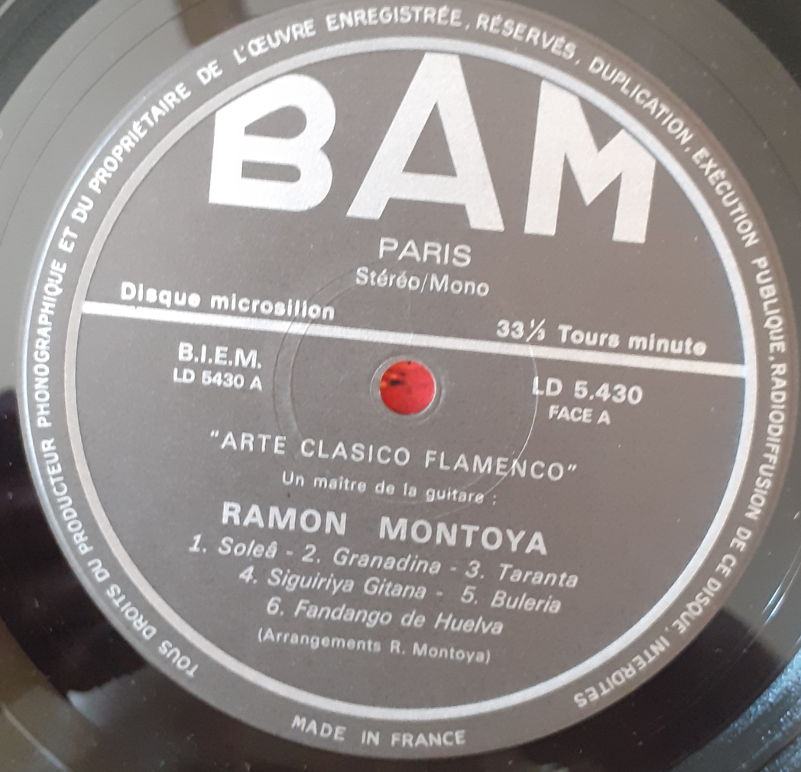 TOUS DROITS DU PRODUCTEUR PHONOGRAPHIQUE ET DU PROPRIÉTAIRE DE L'ŒUVRE ENREGISTRÉE, RÉSERVÉS, DUPLICATION, EXÉCUTION PUBLIQUE, RADIODIFFUSION DE CE DISQUE, INTERDITES
BAM
PARIS
Stéréo/Mono
Disque microsillon
33⅓ Tours minute
B.I.E.M.
LD 5430 A
LD 5.430
FACE A
"ARTE CLASICO FLAMENCO"
Un maître de la guitare :
RAMON MONTOYA
1. Soleâ - 2. Granadina - 3. Taranta
4. Siguiriya Gitana - 5. Buleria
6. Fandango de Huelva
(Arrangements R. Montoya)
MADE IN FRANCE